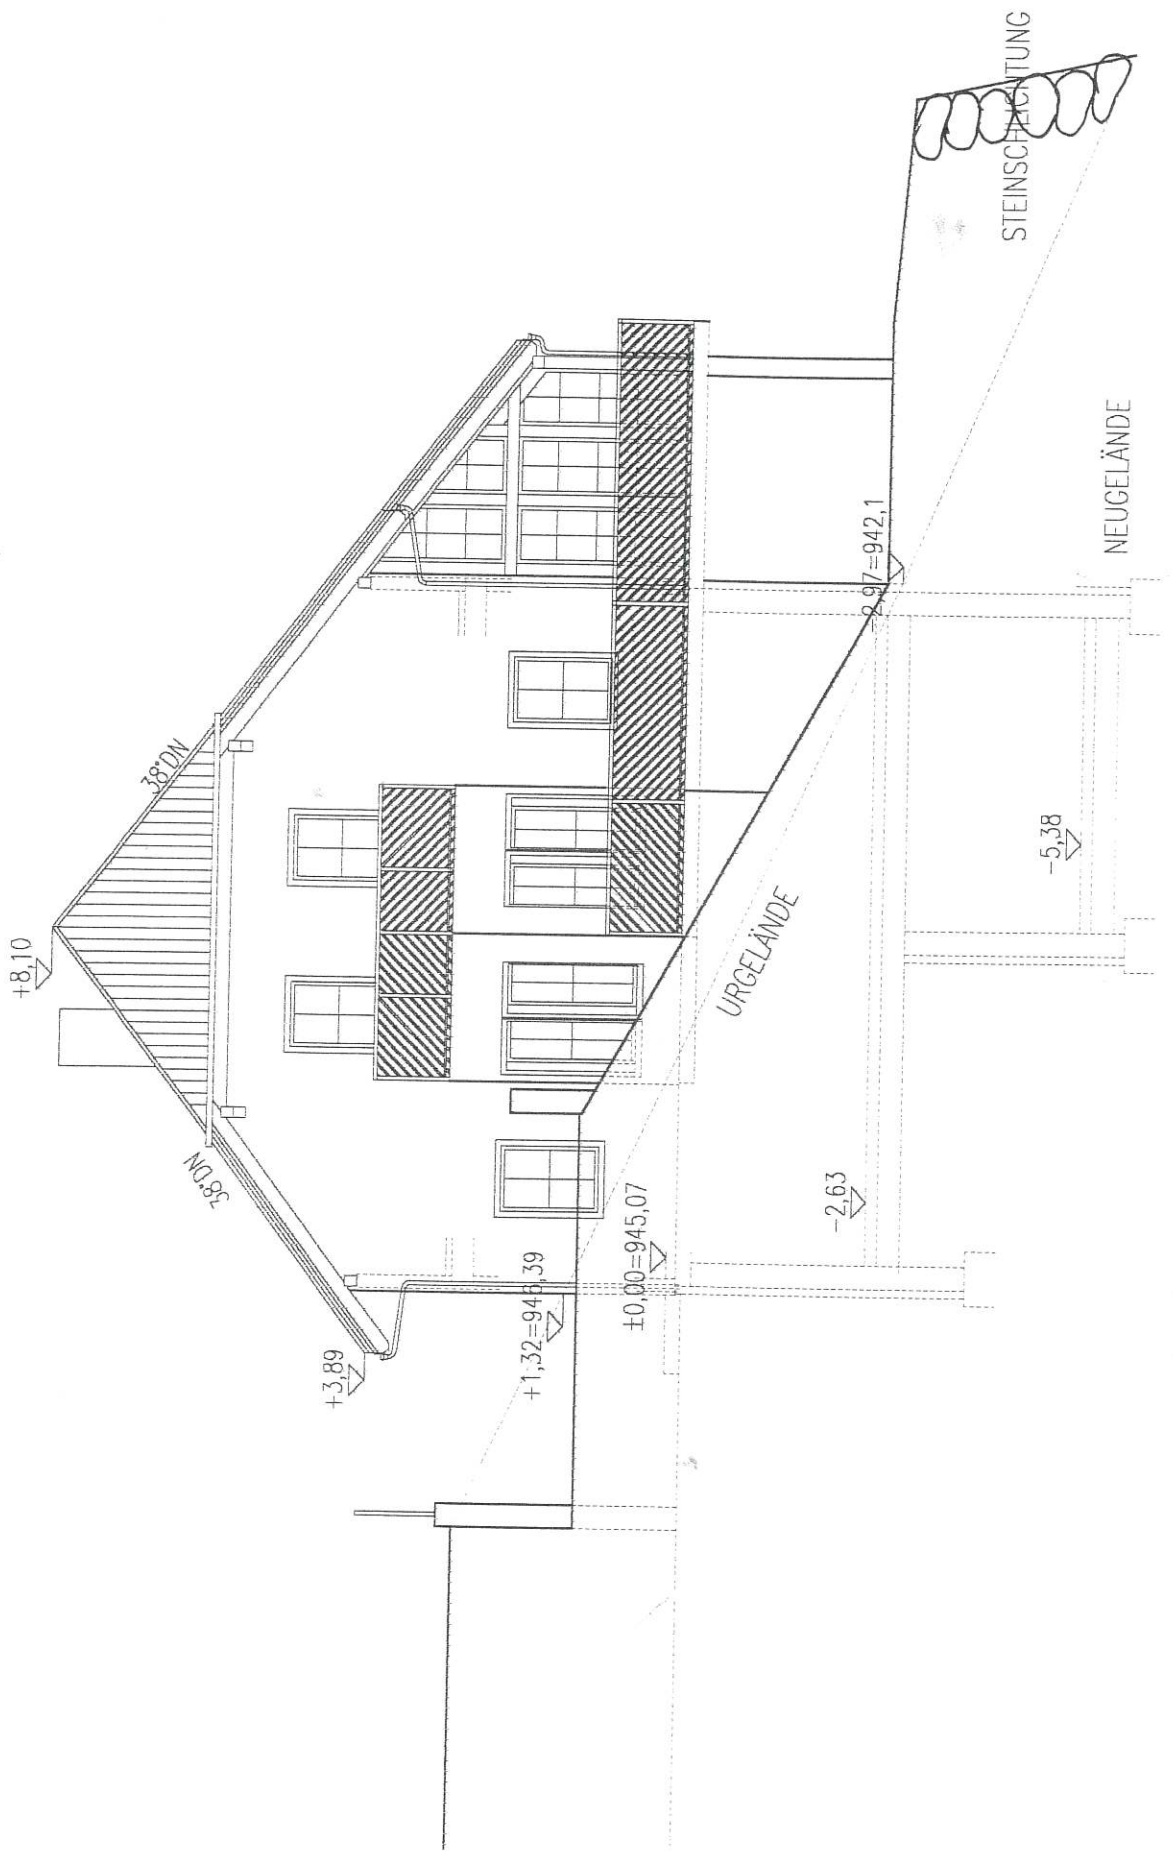 +8,10
38°DN
38°DN
+3,89
+1,32=946,39
±0,00=945,07
-2,63
-2,97=942,1
-5,38
URGELÄNDE
NEUGELÄNDE
STEINSCHLICHTUNG